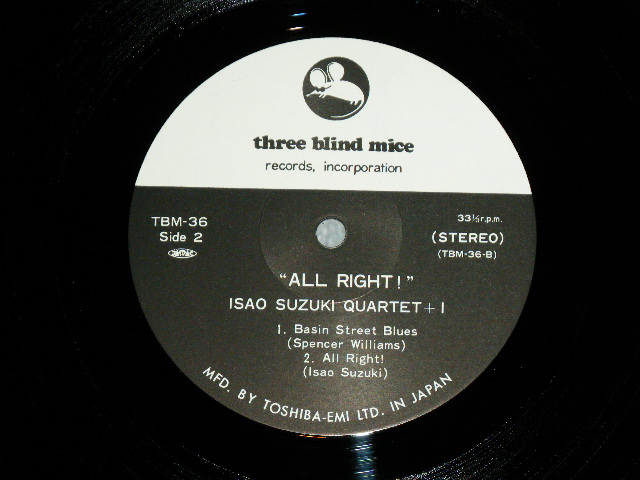 three blind mice
records, incorporation
TBM-36
Side 2
33⅓r.p.m.
(STEREO)
(TBM-36-B)
"ALL RIGHT!"
ISAO SUZUKI QUARTET+1
1. Basin Street Blues
(Spencer Williams)
2. All Right!
(Isao Suzuki)
MFD. BY TOSHIBA-EMI LTD. IN JAPAN